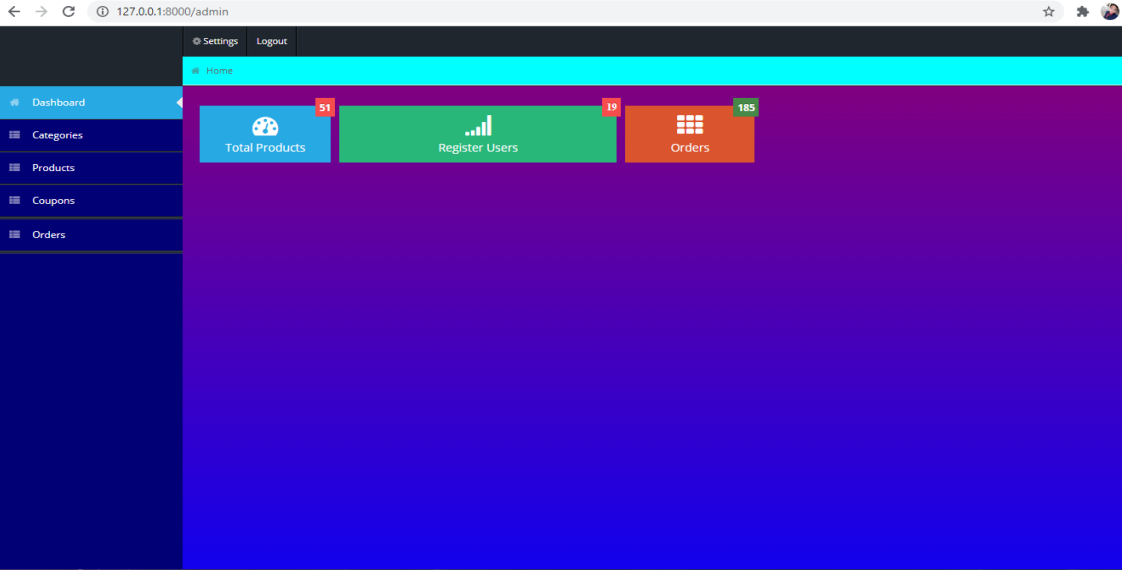 127.0.0.1:8000/admin
Settings Logout
Home
Dashboard
Categories
Products
Coupons
Orders
51
Total Products
19
Register Users
185
Orders